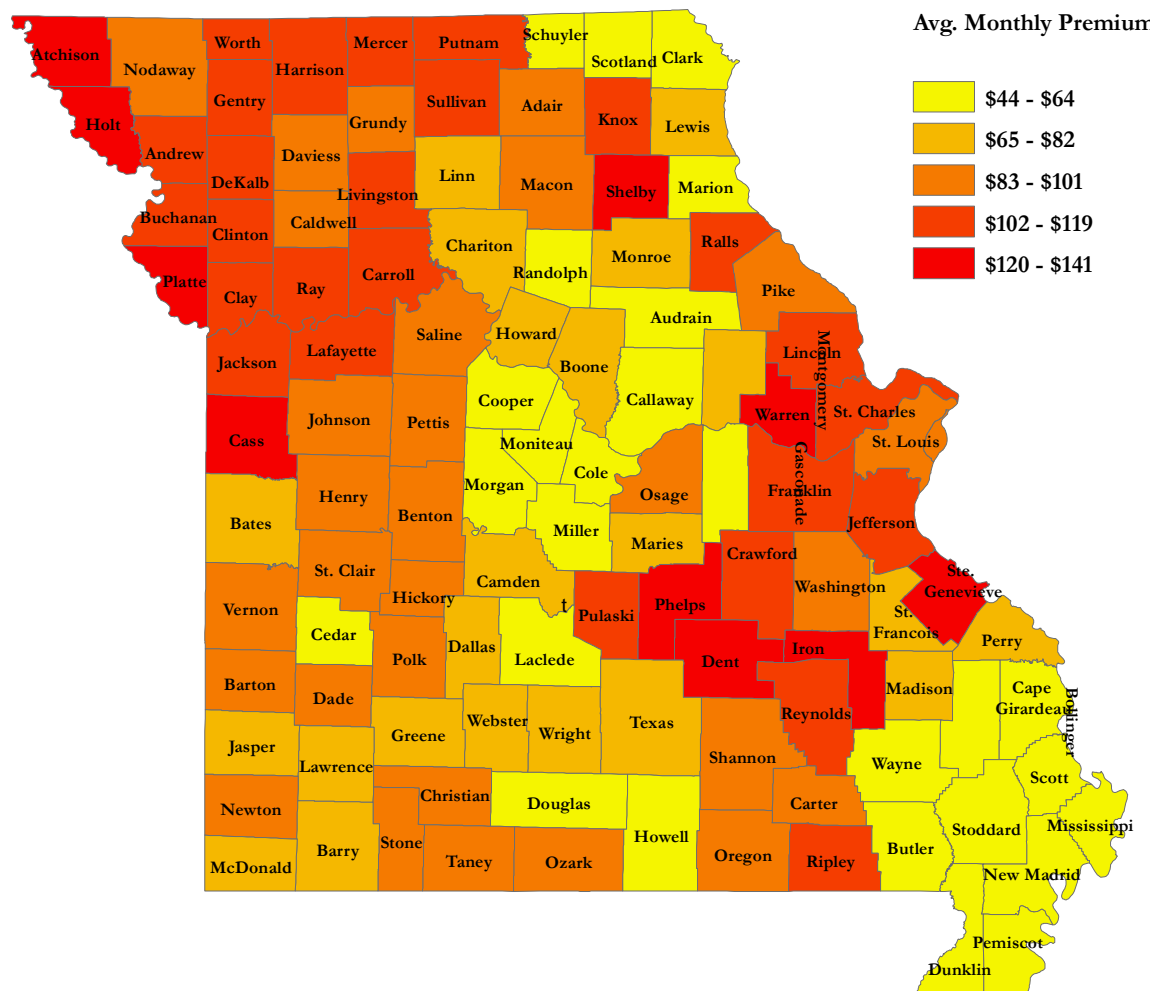 Avg. Monthly Premium
$44 - $64
$65 - $82
$83 - $101
$102 - $119
$120 - $141
Atchison
Nodaway
Worth
Harrison
Mercer
Putnam
Schuyler
Scotland
Clark
Holt
Andrew
Gentry
DeKalb
Daviess
Grundy
Sullivan
Adair
Knox
Lewis
Linn
Macon
Shelby
Marion
Livingston
Buchanan
Clinton
Caldwell
Chariton
Randolph
Monroe
Ralls
Platte
Clay
Ray
Carroll
Pike
Saline
Howard
Boone
Audrain
Jackson
Lafayette
Cooper
Callaway
Montgomery
Lincoln
Warren
St. Charles
Cass
Johnson
Pettis
Moniteau
Cole
St. Louis
Morgan
Osage
Gasconade
Franklin
Jefferson
Bates
Henry
Benton
Miller
Maries
Crawford
St. Clair
Hickory
Camden
t
Pulaski
Phelps
Washington
Ste.
Genevieve
St.
Francois
Perry
Vernon
Cedar
Polk
Dallas
Laclede
Dent
Iron
Madison
Cape
Girardeau
Bollinger
Barton
Dade
Greene
Webster
Wright
Texas
Shannon
Reynolds
Wayne
Scott
Jasper
Lawrence
Christian
Douglas
Howell
Carter
Stoddard
Mississippi
Newton
McDonald
Barry
Stone
Taney
Ozark
Oregon
Ripley
Butler
New Madrid
Pemiscot
Dunklin